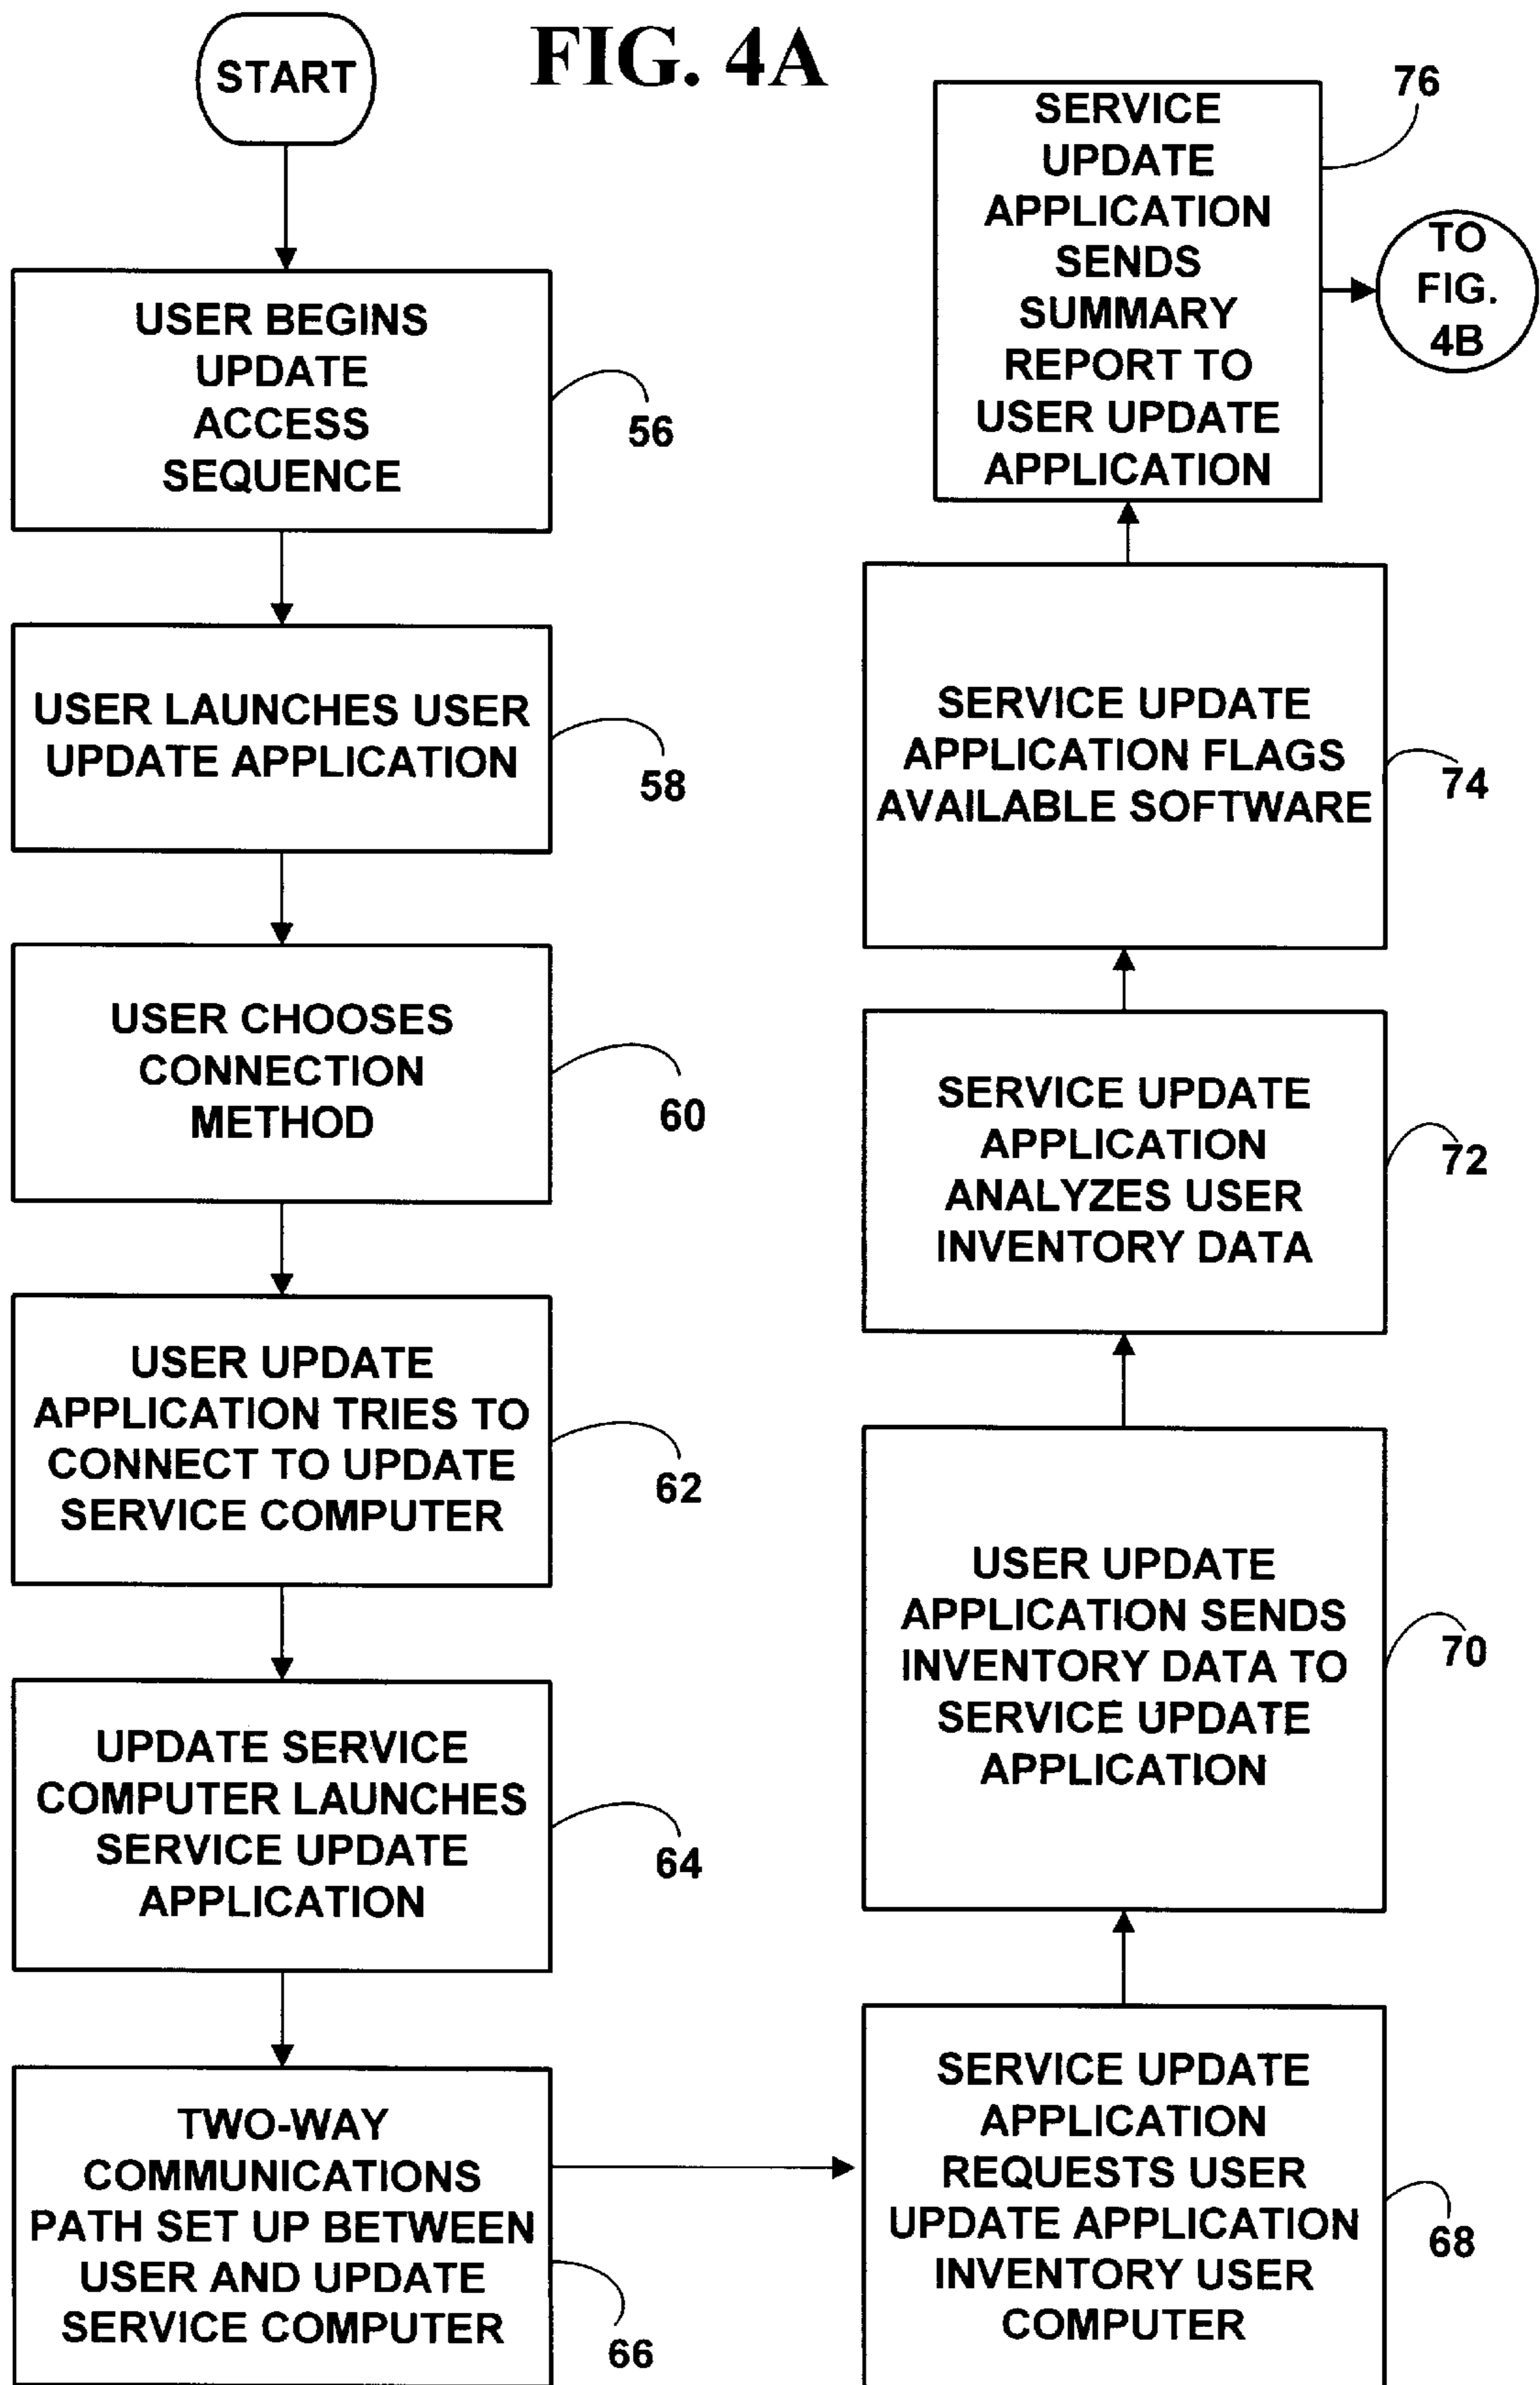 FIG. 4A
START
USER BEGINS
UPDATE
ACCESS
SEQUENCE
56
USER LAUNCHES USER
UPDATE APPLICATION
58
USER CHOOSES
CONNECTION
METHOD
60
USER UPDATE
APPLICATION TRIES TO
CONNECT TO UPDATE
SERVICE COMPUTER
62
UPDATE SERVICE
COMPUTER LAUNCHES
SERVICE UPDATE
APPLICATION
64
TWO-WAY
COMMUNICATIONS
PATH SET UP BETWEEN
USER AND UPDATE
SERVICE COMPUTER
66
SERVICE UPDATE
APPLICATION
REQUESTS USER
UPDATE APPLICATION
INVENTORY USER
COMPUTER
68
USER UPDATE
APPLICATION SENDS
INVENTORY DATA TO
SERVICE UPDATE
APPLICATION
70
SERVICE UPDATE
APPLICATION
ANALYZES USER
INVENTORY DATA
72
SERVICE UPDATE
APPLICATION FLAGS
AVAILABLE SOFTWARE
74
SERVICE
UPDATE
APPLICATION
SENDS
SUMMARY
REPORT TO
USER UPDATE
APPLICATION
76
TO
FIG.
4B